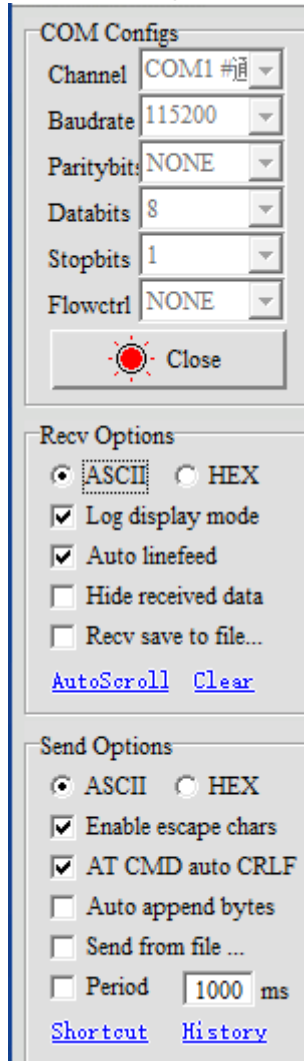 COM Configs
Channel COM1 #通
Baudrate 115200
Paritybits NONE
Databits 8
Stopbits 1
Flowctrl NONE
Close
Recv Options
ASCII HEX
Log display mode
Auto linefeed
Hide received data
Recv save to file...
AutoScroll Clear
Send Options
ASCII HEX
Enable escape chars
AT CMD auto CRLF
Auto append bytes
Send from file ...
Period 1000 ms
Shortcut History